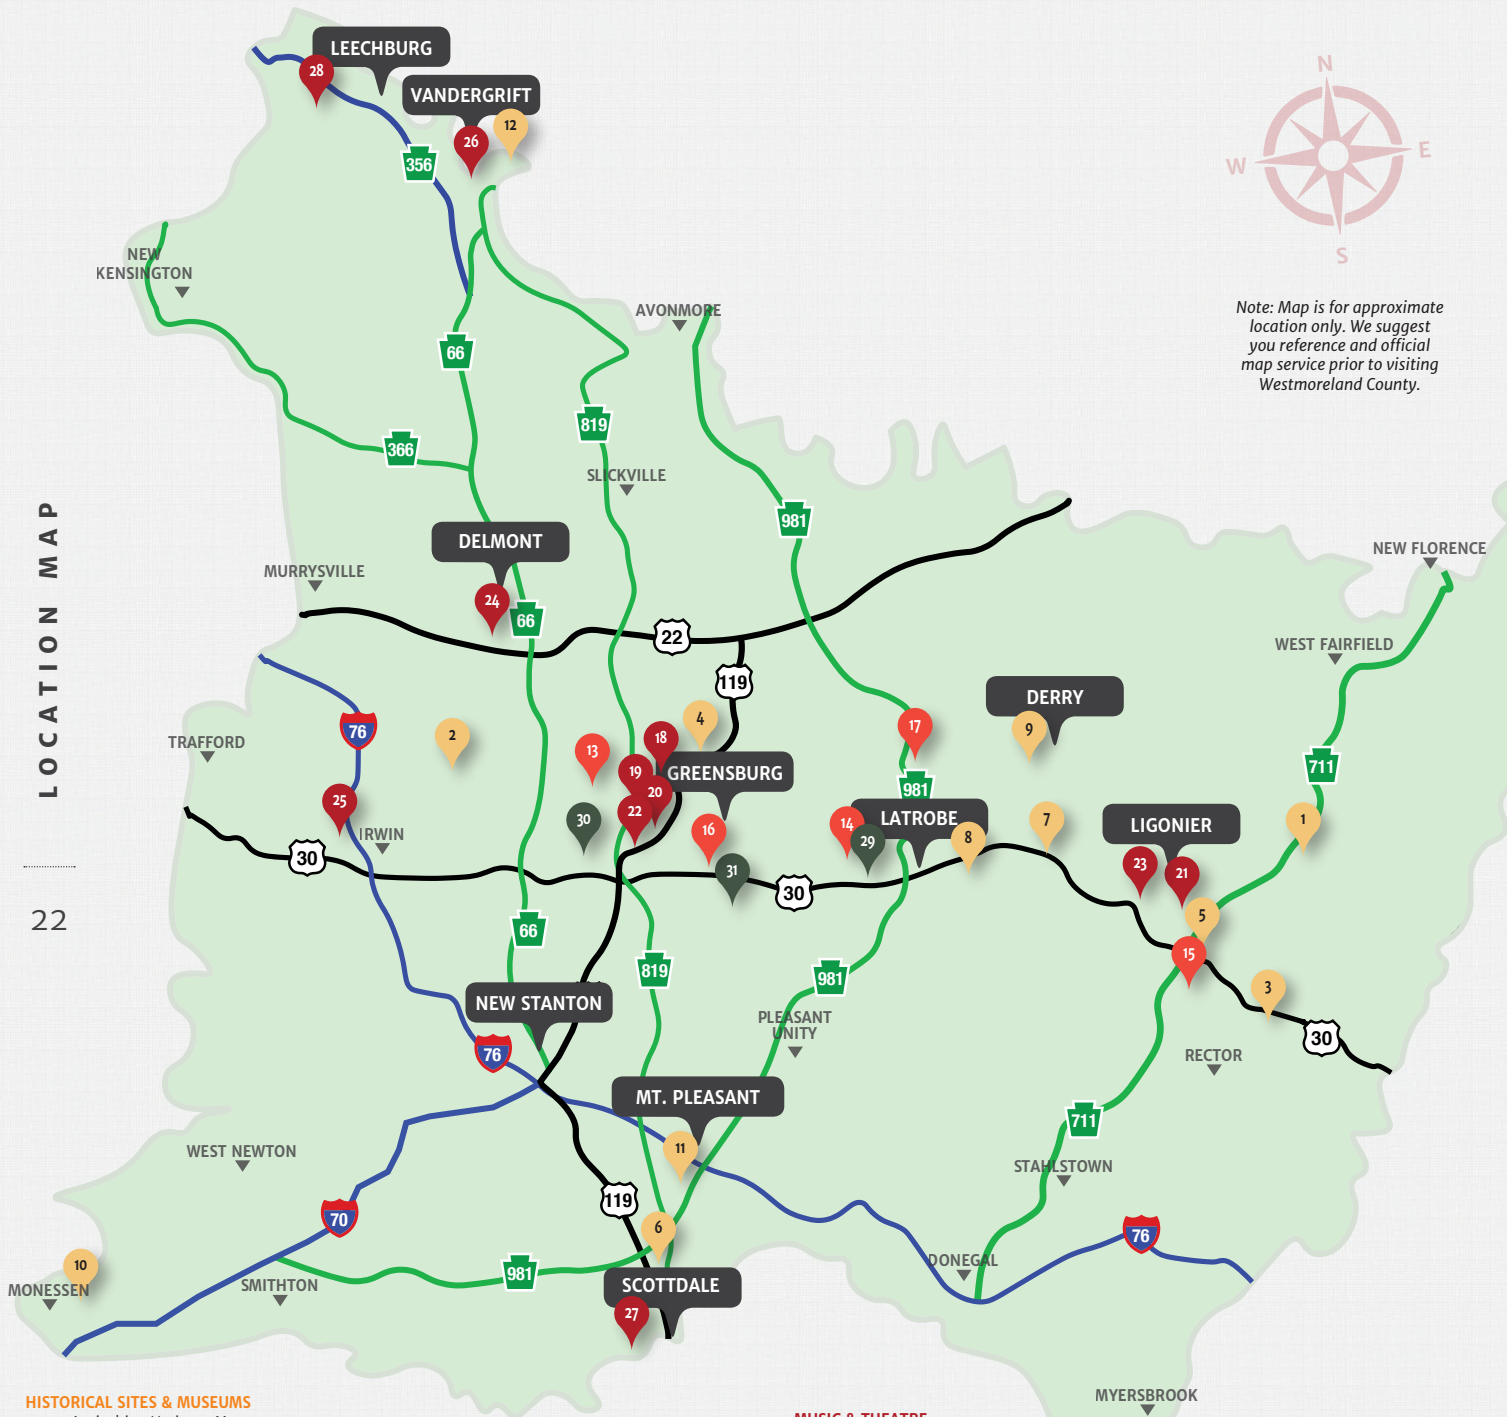 LEECHBURG
28
VANDERGRIFT
12
26
356
N
W
E
S
NEW
KENSINGTON
AVONMORE
Note: Map is for approximate
location only. We suggest
you reference and official
map service prior to visiting
Westmoreland County.
66
819
366
SLICKVILLE
981
LOCATION MAP
DELMONT
NEW FLORENCE
MURRYSVILLE
24
66
22
WEST FAIRFIELD
119
DERRY
4
17
9
76
2
18
13
TRAFFORD
711
19
GREENSBURG
981
20
25
22
30
16
14
LATROBE
7
1
LIGONIER
IRWIN
29
8
30
31
23
21
30
22
66
5
15
819
981
3
NEW STANTON
PLEASANT
UNITY
30
76
RECTOR
MT. PLEASANT
711
WEST NEWTON
11
STAHLSTOWN
119
70
6
76
10
DONEGAL
981
MONESSEN
SMITHTON
SCOTTDALE
27
MYERSBROOK
HISTORICAL SITES & MUSEUMS
MUSIC & THEATRE